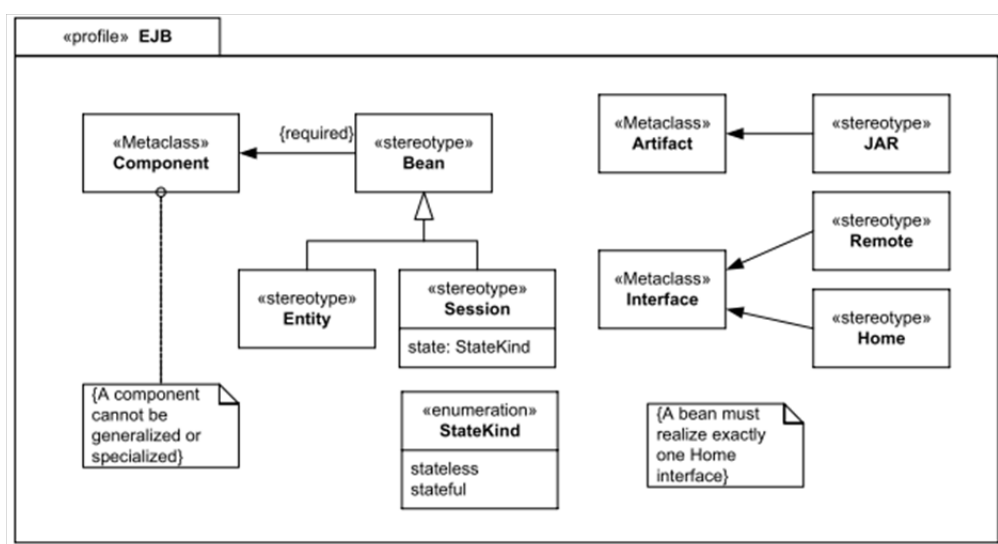 «profile» EJB
«Metaclass»
Component
{required}
«stereotype»
Bean
«Metaclass»
Artifact
«stereotype»
JAR
«stereotype»
Remote
«Metaclass»
Interface
«stereotype»
Home
«stereotype»
Entity
«stereotype»
Session
state: StateKind
{A component
cannot be
generalized or
specialized}
«enumeration»
StateKind
stateless
stateful
{A bean must
realize exactly
one Home
interface}